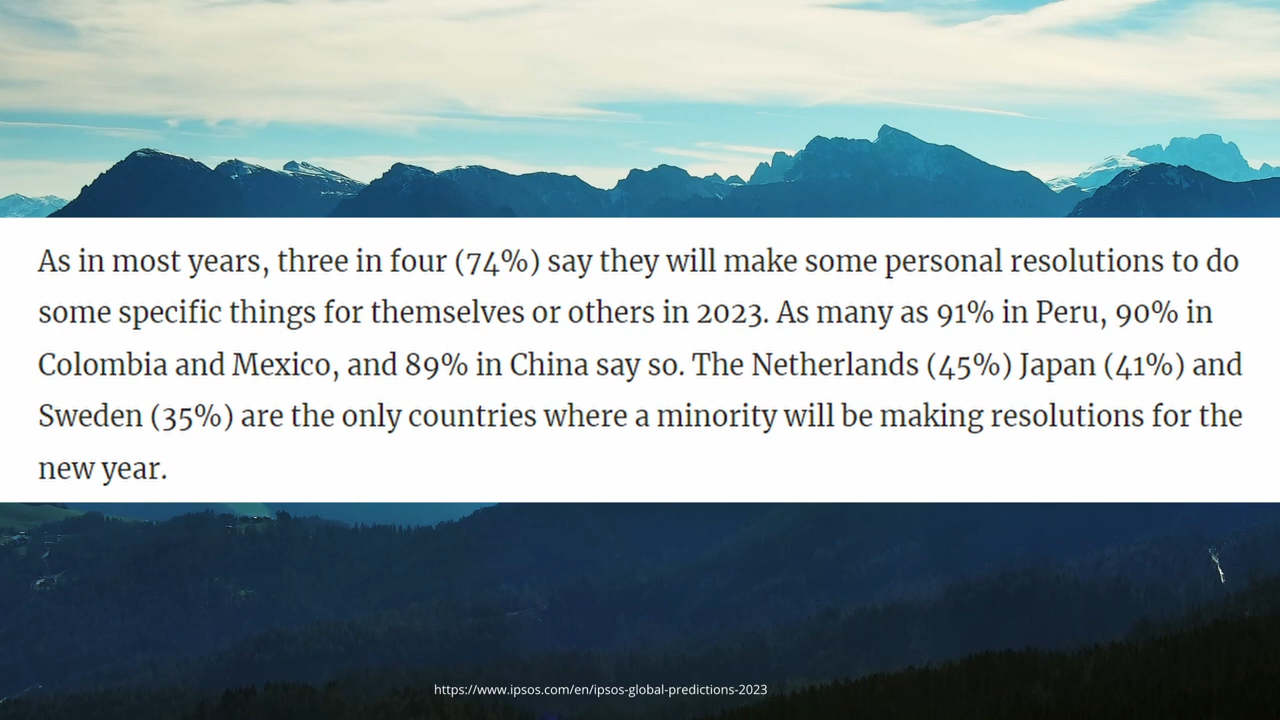 As in most years, three in four (74%) say they will make some personal resolutions to do
some specific things for themselves or others in 2023. As many as 91% in Peru, 90% in
Colombia and Mexico, and 89% in China say so. The Netherlands (45%) Japan (41%) and
Sweden (35%) are the only countries where a minority will be making resolutions for the
new year.
https://www.ipsos.com/en/ipsos-global-predictions-2023